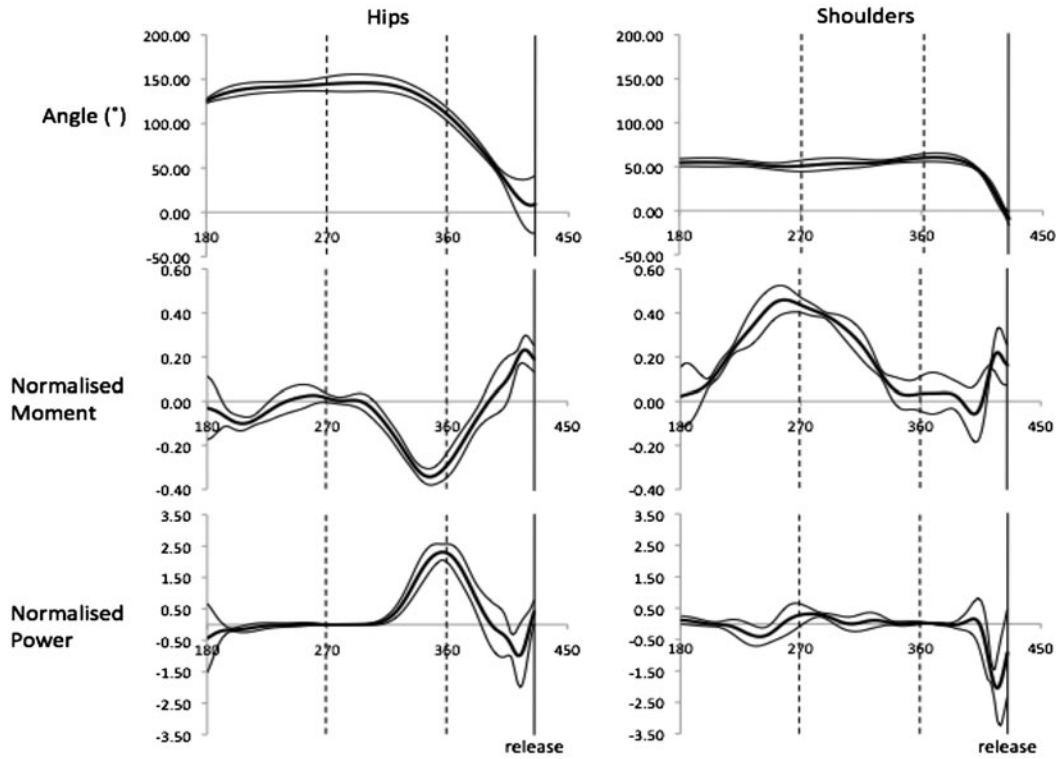 Hips Shoulders
200.00 200.00
150.00 150.00
Angle (˚) 100.00 100.00
50.00 50.00
0.00 0.00
180 270 360 450 180 270 360 450
-50.00 -50.00
0.60 0.60
0.40 0.40
0.20 0.20
Normalised
Moment 0.00 0.00
180 270 360 450 180 270 360 450
-0.20 -0.20
-0.40 -0.40
3.50 3.50
2.50 2.50
1.50 1.50
Normalised 0.50 0.50
Power -0.50 -0.50
180 270 360 450 180 270 360 450
-1.50 -1.50
-2.50 -2.50
-3.50 -3.50
release release